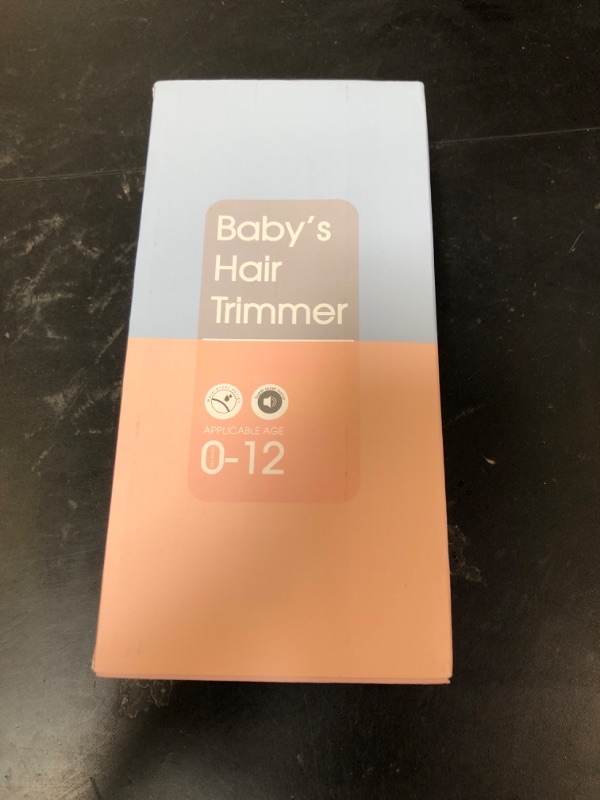 Baby's
Hair
Trimmer
APPLICABLE AGE
0-12